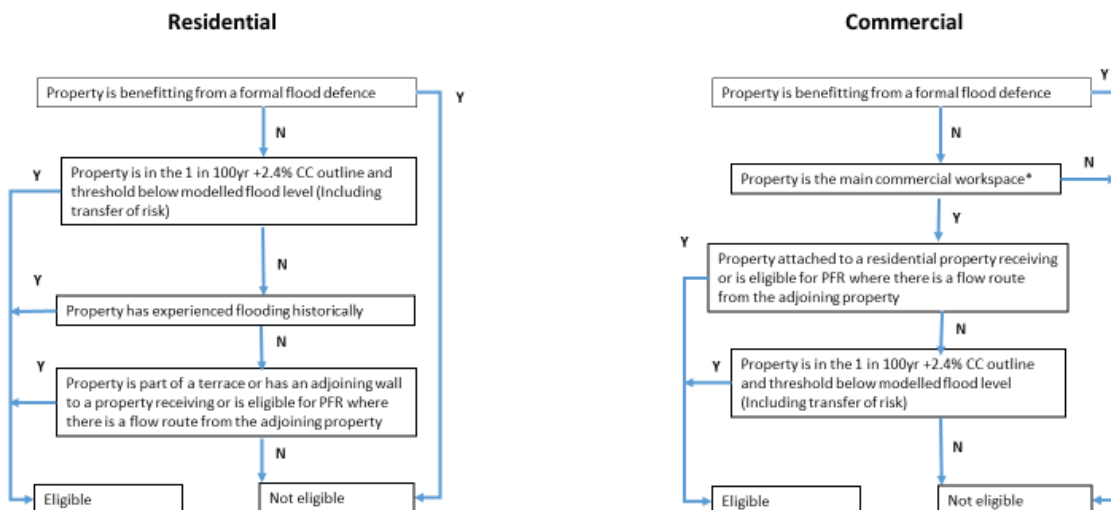 Residential
Property is benefitting from a formal flood defence
Y
N
Y
Property is in the 1 in 100yr +2.4% CC outline and
threshold below modelled flood level (Including
transfer of risk)
N
Y
Property has experienced flooding historically
N
Y
Property is part of a terrace or has an adjoining wall
to a property receiving or is eligible for PFR where
there is a flow route from the adjoining property
N
Eligible
Not eligible
Commercial
Y
Property is benefitting from a formal flood defence
N
N
Property is the main commercial workspace*
Y
Y
Property attached to a residential property receiving
or is eligible for PFR where there is a flow route
from the adjoining property
N
Y
Property is in the 1 in 100yr +2.4% CC outline
and threshold below modelled flood level
(Including transfer of risk)
N
Eligible
Not eligible